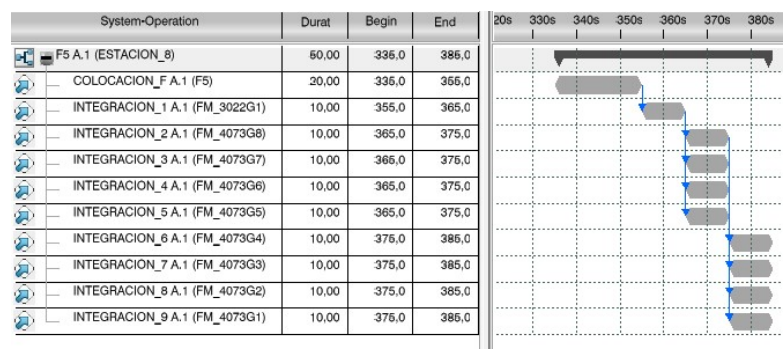 System-Operation Durat Begin End 20s 330s 340s 350s 360s 370s 380s
F5 A.1 (ESTACION_8) 50,00 335,0 385,0
COLOCACION_F A.1 (F5) 20,00 335,0 355,0
INTEGRACION_1 A.1 (FM_3022G1) 10,00 355,0 365,0
INTEGRACION_2 A.1 (FM_4073G8) 10,00 365,0 375,0
INTEGRACION_3 A.1 (FM_4073G7) 10,00 365,0 375,0
INTEGRACION_4 A.1 (FM_4073G6) 10,00 365,0 375,0
INTEGRACION_5 A.1 (FM_4073G5) 10,00 365,0 375,0
INTEGRACION_6 A.1 (FM_4073G4) 10,00 375,0 385,0
INTEGRACION_7 A.1 (FM_4073G3) 10,00 375,0 385,0
INTEGRACION_8 A.1 (FM_4073G2) 10,00 375,0 385,0
INTEGRACION_9 A.1 (FM_4073G1) 10,00 375,0 385,0